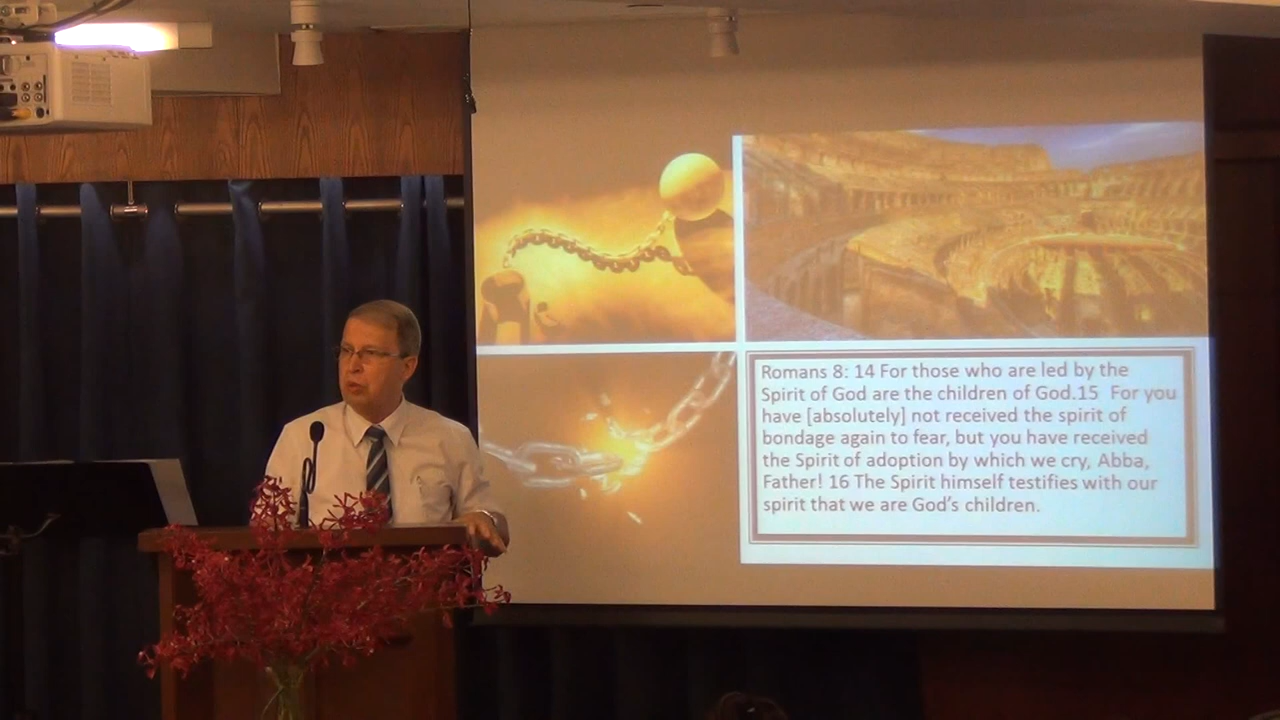 Romans 8: 14 For those who are led by the
Spirit of God are the children of God.15  For you
have [absolutely] not received the spirit of
bondage again to fear, but you have received
the Spirit of adoption by which we cry, Abba,
Father! 16 The Spirit himself testifies with our
spirit that we are God's children.